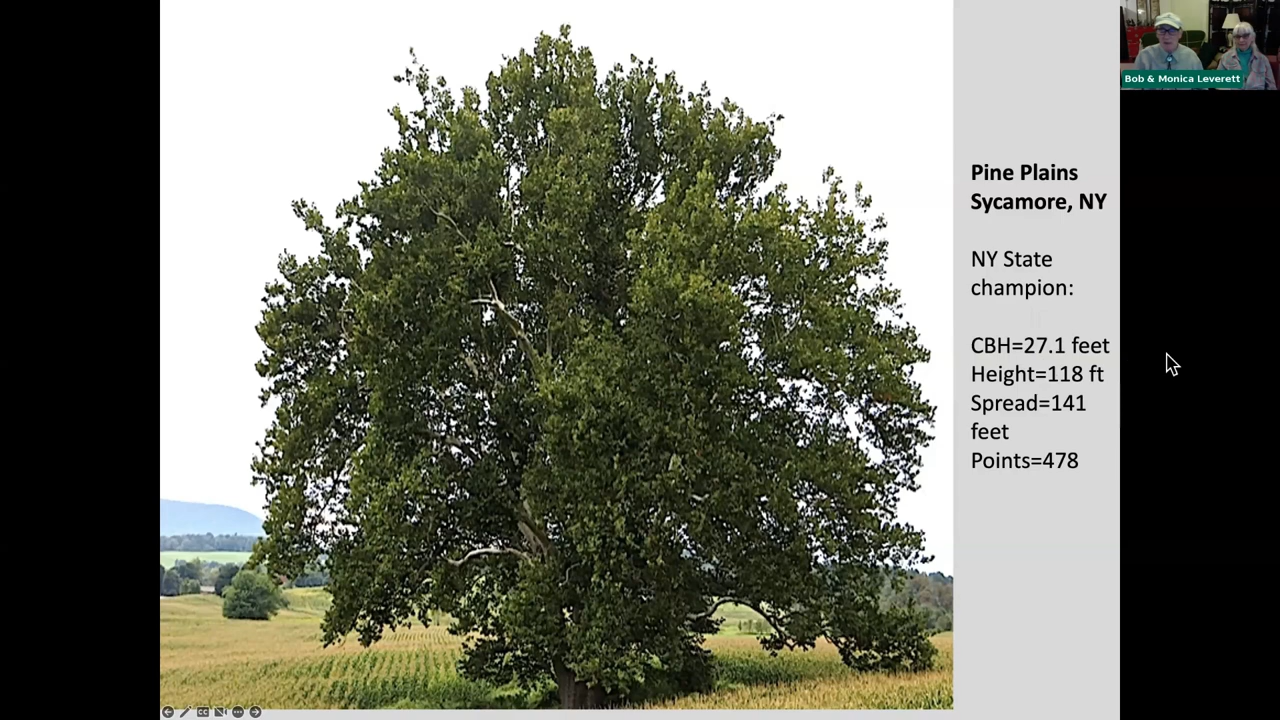 Bob & Monica Leverett
Pine Plains
Sycamore, NY
NY State
champion:
CBH=27.1 feet
Height=118 ft
Spread=141
feet
Points=478
CC